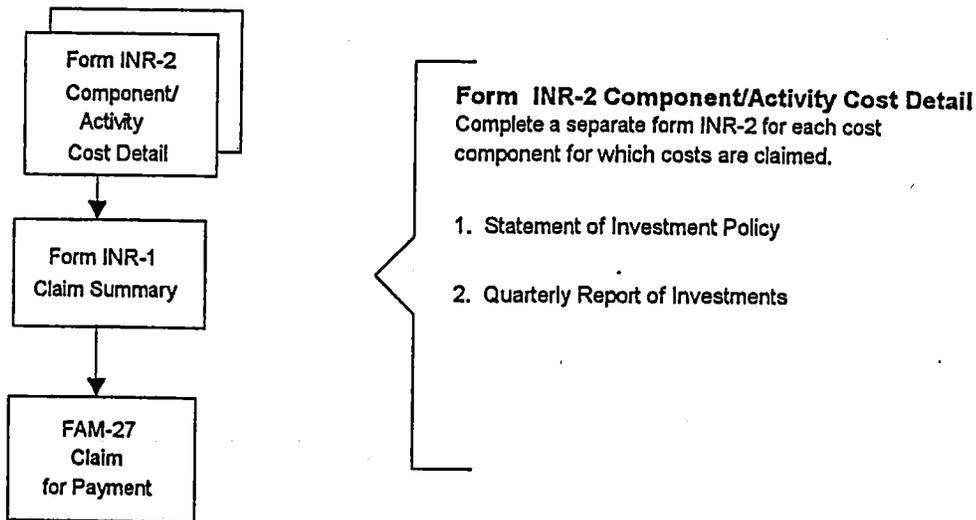 Form INR-2
Component/
Activity
Cost Detail
Form INR-1
Claim Summary
FAM-27
Claim
for Payment
Form INR-2 Component/Activity Cost Detail
Complete a separate form INR-2 for each cost
component for which costs are claimed.
1. Statement of Investment Policy
2. Quarterly Report of Investments